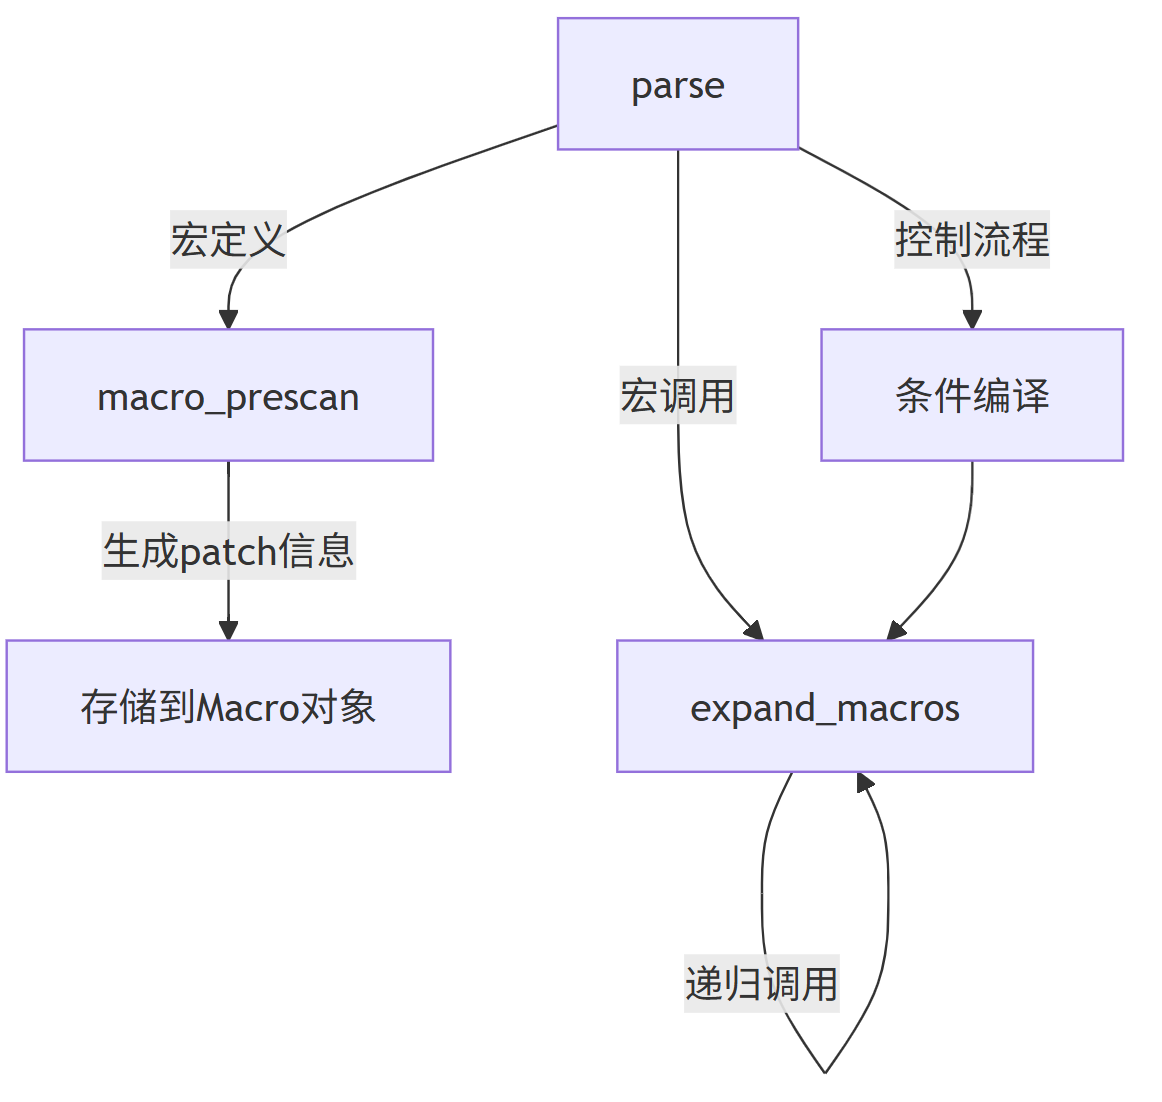 parse
宏定义
控制流程
macro_prescan
宏调用
条件编译
生成patch信息
存储到Macro对象
expand_macros
递归调用